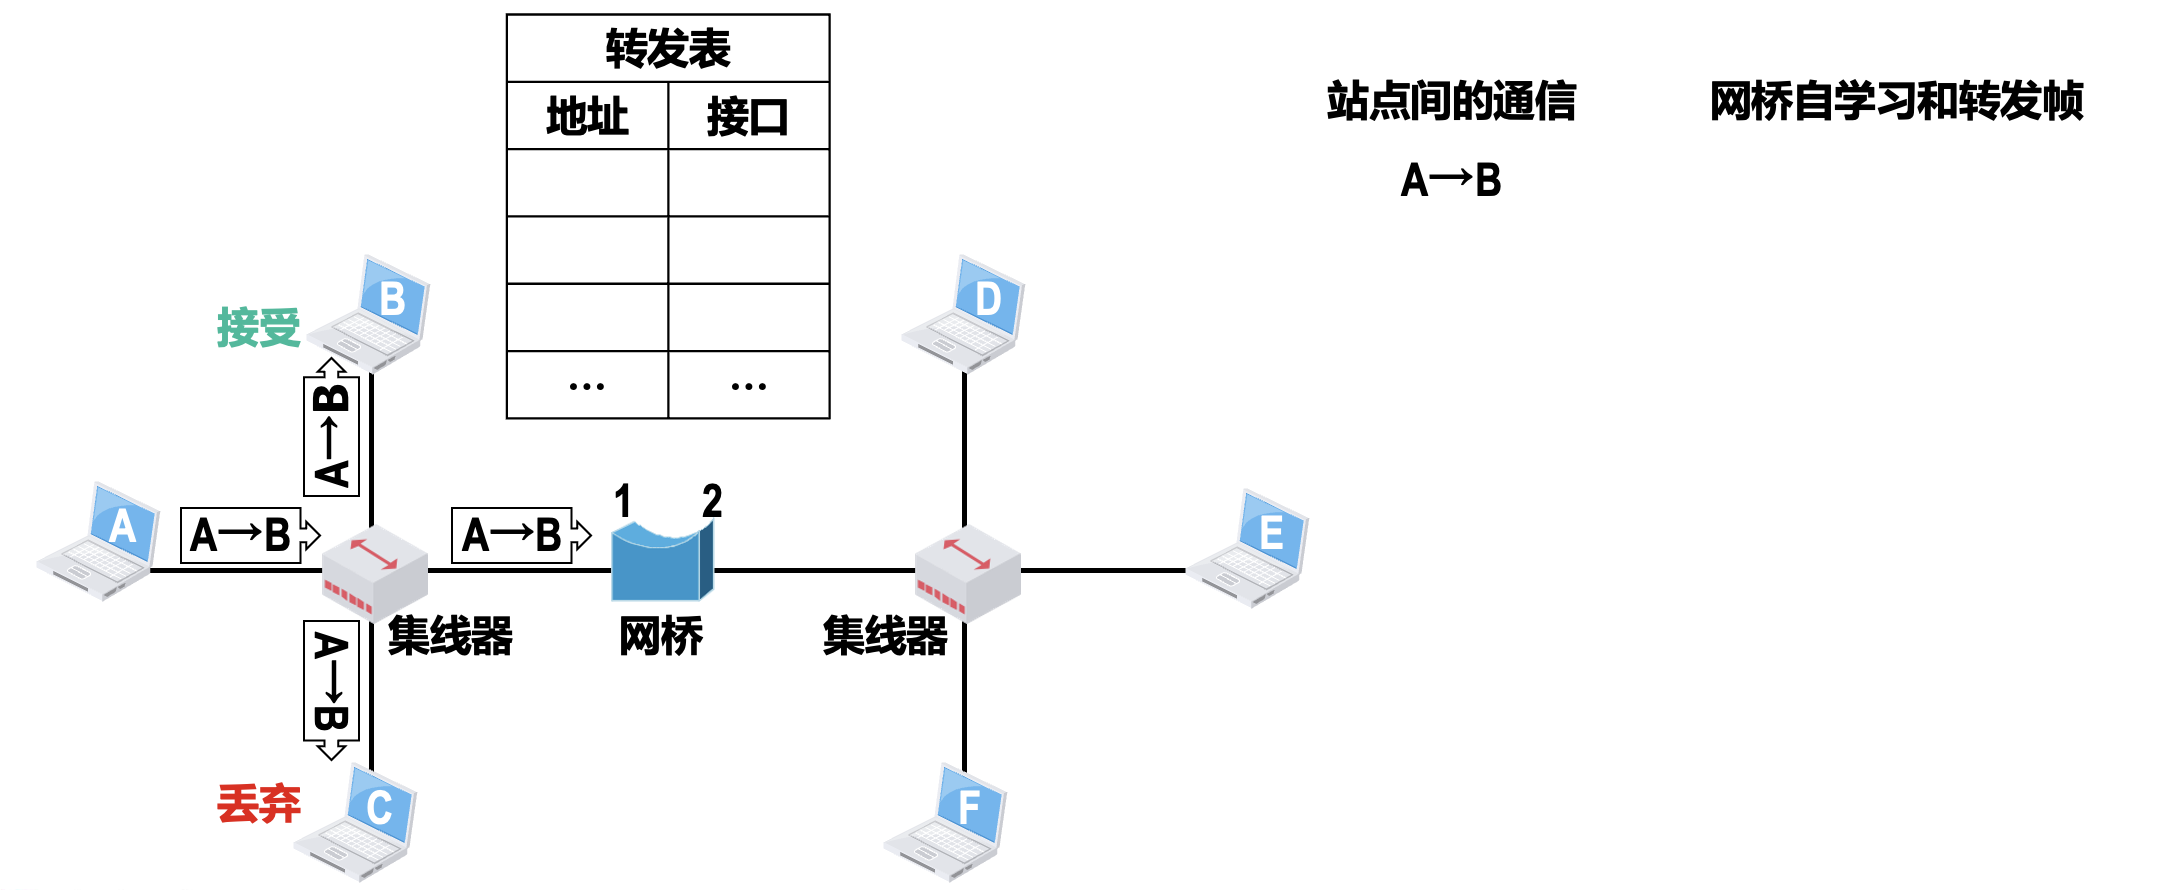 转发表
地址 接口
… …
站点间的通信 网桥自学习和转发帧
A→B
B
接受
A→B
A
A→B
A→B
1 2
集线器
网桥
集线器
A→B
丢弃
C
D
E
F